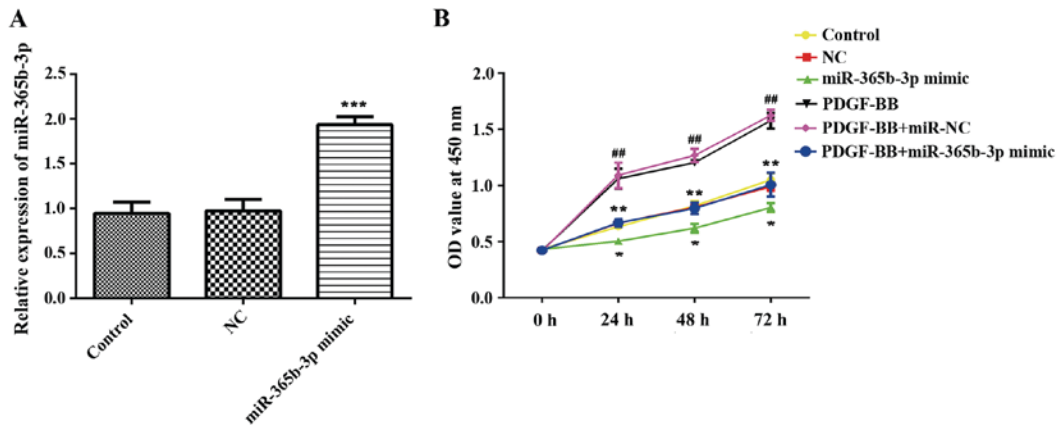 A
Relative expression of miR-365b-3p
2.5
2.0
1.5
1.0
0.5
0.0
***
Control
NC
miR-365b-3p mimic
B
OD value at 450 nm
2.0
1.5
1.0
0.5
0.0
##
##
##
**
**
**
*
*
*
0 h
24 h
48 h
72 h
Control
NC
miR-365b-3p mimic
PDGF-BB
PDGF-BB+miR-NC
PDGF-BB+miR-365b-3p mimic